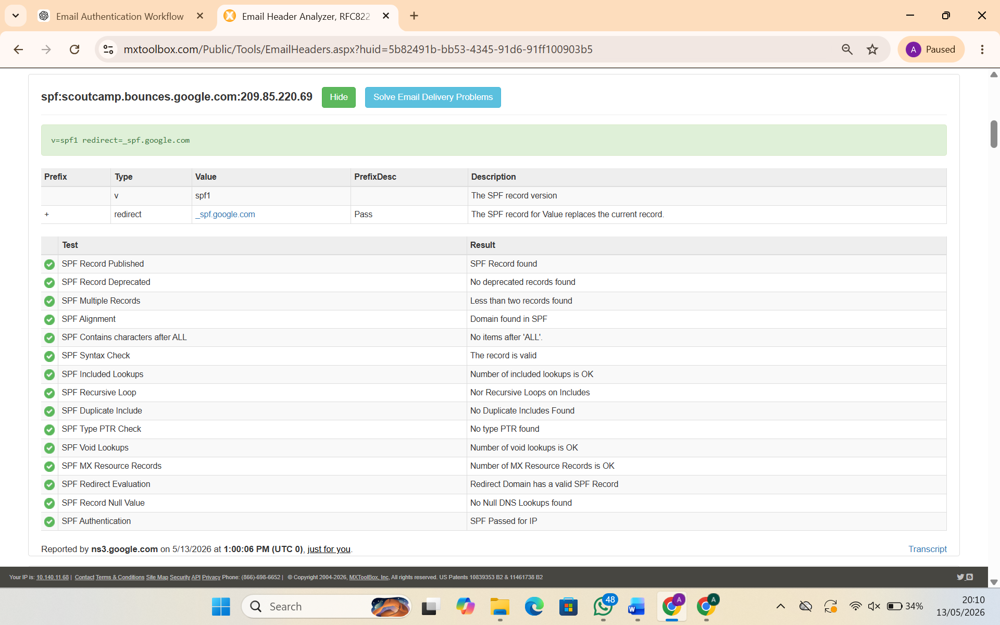 Email Authentication Workflow
Email Header Analyzer, RFC822
mxtoolbox.com/Public/Tools/EmailHeaders.aspx?huid=5b82491b-bb53-4345-91d6-91ff100903b5
A Paused
spf:scoutcamp.bounces.google.com:209.85.220.69 Hide Solve Email Delivery Problems
v=spf1 redirect=_spf.google.com
Prefix Type Value PrefixDesc Description
v spf1 The SPF record version
+ redirect _spf.google.com Pass The SPF record for Value replaces the current record.
Test Result
SPF Record Published SPF Record found
SPF Record Deprecated No deprecated records found
SPF Multiple Records Less than two records found
SPF Alignment Domain found in SPF
SPF Contains characters after ALL No items after 'ALL'.
SPF Syntax Check The record is valid
SPF Included Lookups Number of included lookups is OK
SPF Recursive Loop Nor Recursive Loops on Includes
SPF Duplicate Include No Duplicate Includes Found
SPF Type PTR Check No type PTR found
SPF Void Lookups Number of void lookups is OK
SPF MX Resource Records Number of MX Resource Records is OK
SPF Redirect Evaluation Redirect Domain has a valid SPF Record
SPF Record Null Value No Null DNS Lookups found
SPF Authentication SPF Passed for IP
Reported by ns3.google.com on 5/13/2026 at 1:00:06 PM (UTC 0), just for you. Transcript
Your IP is: 10.140.11.68 | Contact Terms & Conditions Site Map Security API Privacy Phone: (866)-698-6652 | © Copyright 2004-2026, MXToolBox, Inc, All rights reserved. US Patents 10839353 B2 & 11461738 B2
Search 48 W A A 34% 20:10
13/05/2026